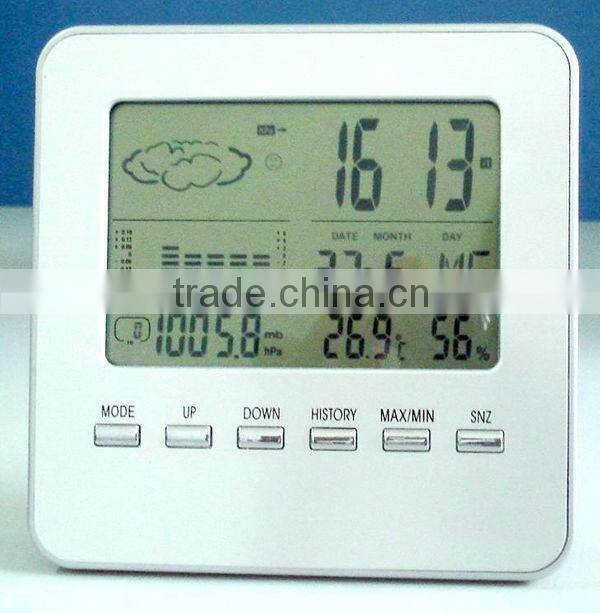 16 13
DATE MONTH DAY
trade.china.cn
1005.8 mb hPa 26.9 °C 56 %
MODE UP DOWN HISTORY MAX/MIN SNZ